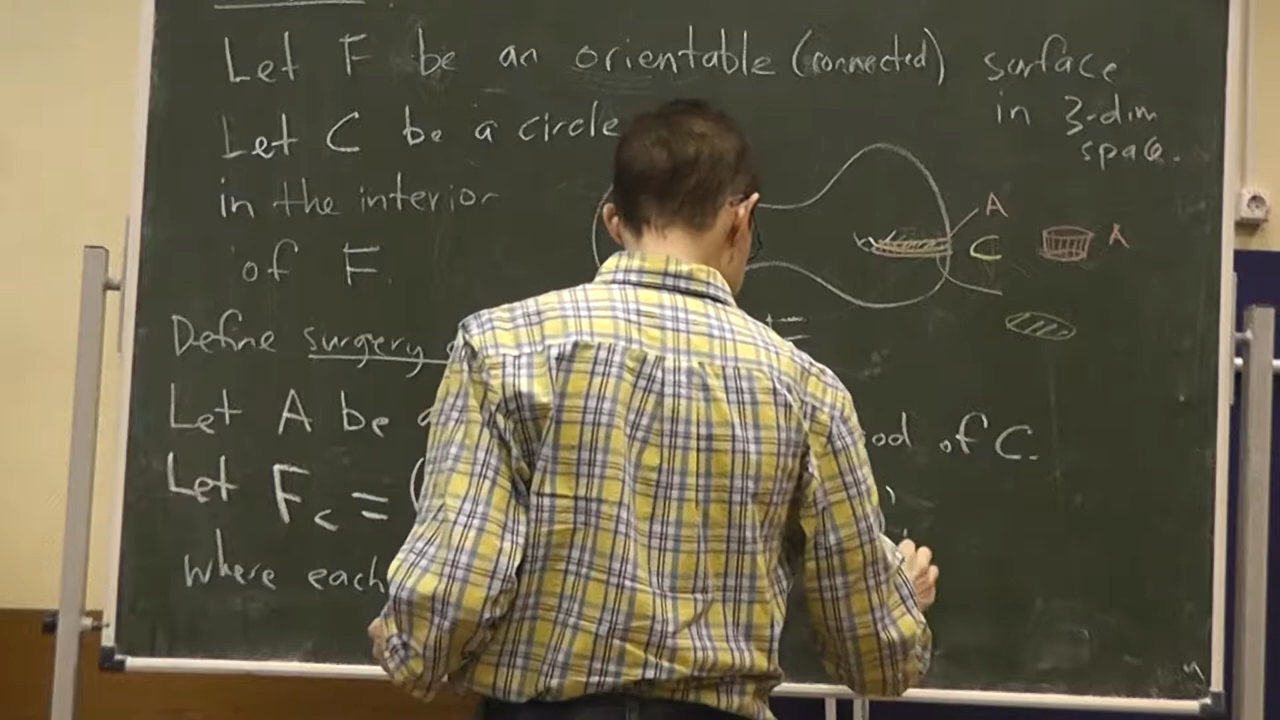 Let F be an orientable (connected) surface
in 3-dim
space.
Let C be a circle
in the interior
of F.
A
C
A
Define surgery
Let A be
of C.
Let F_C = (
where each